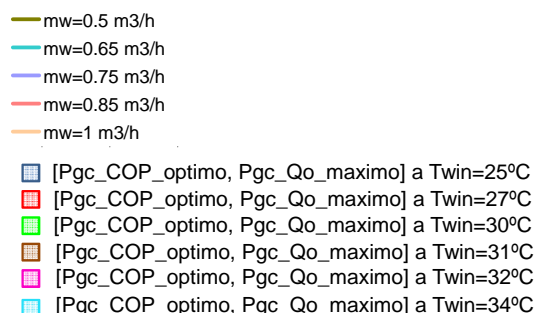 mw=0.5 m3/h
mw=0.65 m3/h
mw=0.75 m3/h
mw=0.85 m3/h
mw=1 m3/h
[Pgc_COP_optimo, Pgc_Qo_maximo] a Twin=25ºC
[Pgc_COP_optimo, Pgc_Qo_maximo] a Twin=27ºC
[Pgc_COP_optimo, Pgc_Qo_maximo] a Twin=30ºC
[Pgc_COP_optimo, Pgc_Qo_maximo] a Twin=31ºC
[Pgc_COP_optimo, Pgc_Qo_maximo] a Twin=32ºC
[Pgc_COP_optimo, Pgc_Qo_maximo] a Twin=34ºC